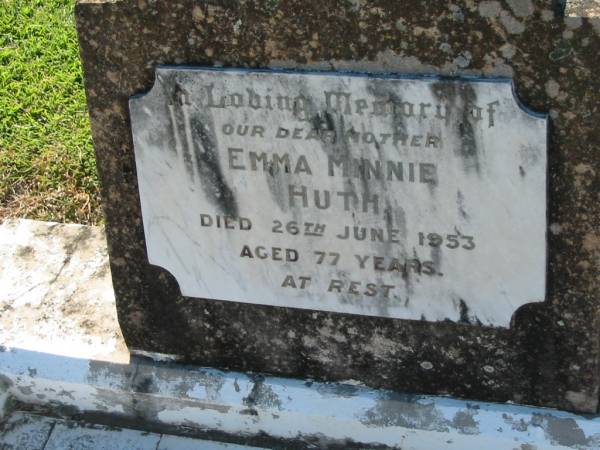 In Loving Memory of
OUR DEAR MOTHER
EMMA MINNIE
HUTH
DIED 26TH JUNE 1953
AGED 77 YEARS.
AT REST.